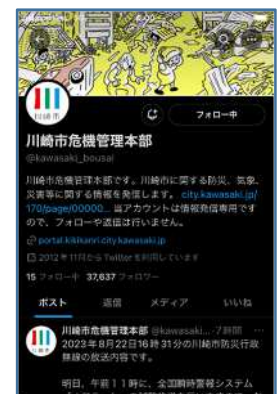 川崎市
フォロー中
川崎市危機管理本部
@kawasaki_bousai
川崎市危機管理本部です。川崎市に関する防災、気象、
災害等に関する情報を発信します。 city.kawasaki.jp/
170/page/00000... 当アカウントは情報発信専用です
ので、フォローや返信は行いません。
portal.kikikanri.city.kawasaki.jp
2012年11月からTwitterを利用しています
15 フォロー中 37,637 フォロワー
ポスト 返信 メディア いいね
川崎市危機管理本部 @kawasaki... ·7時間
2023年8月22日16時31分の川崎市防災行政
無線の放送内容です。
明日、午前11時に、全国瞬時警報システム